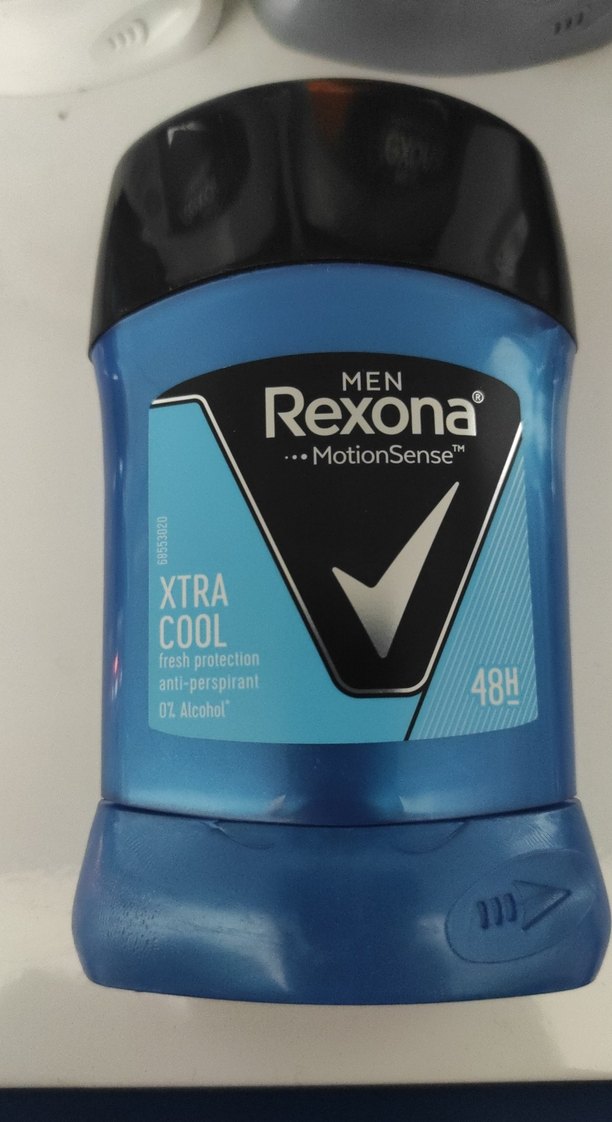 MEN
Rexona®
•••MotionSense™
68553020
XTRA
COOL
fresh protection
anti-perspirant
0% Alcohol*
48H